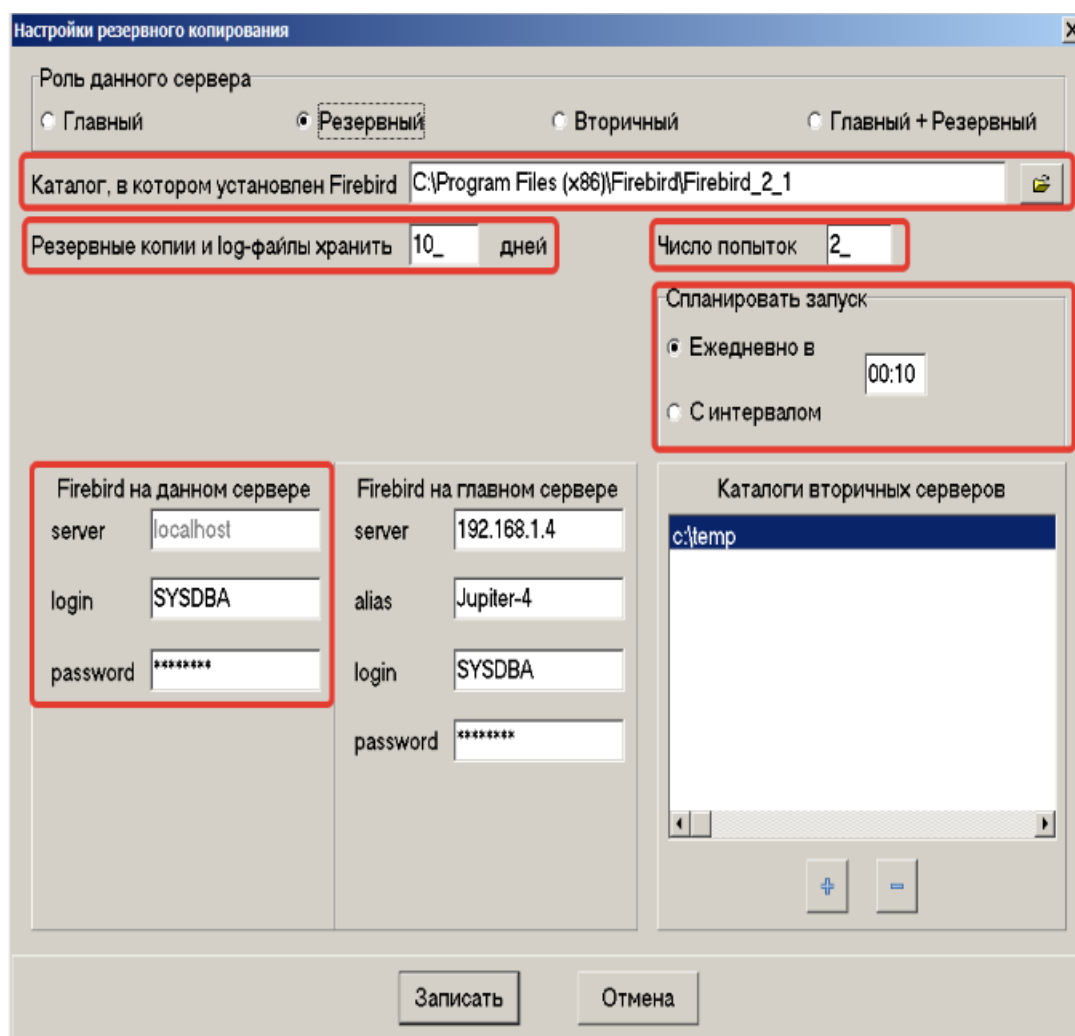 Настройки резервного копирования
Роль данного сервера
Главный
Резервный
Вторичный
Главный + Резервный
Каталог, в котором установлен Firebird C:\Program Files (x86)\Firebird\Firebird_2_1
Резервные копии и log-файлы хранить 10_ дней
Число попыток 2_
Спланировать запуск
Ежедневно в
00:10
С интервалом
Firebird на данном сервере
server localhost
login SYSDBA
password ********
Firebird на главном сервере
server 192.168.1.4
alias Jupiter-4
login SYSDBA
password ********
Каталоги вторичных серверов
c:\temp
Записать
Отмена